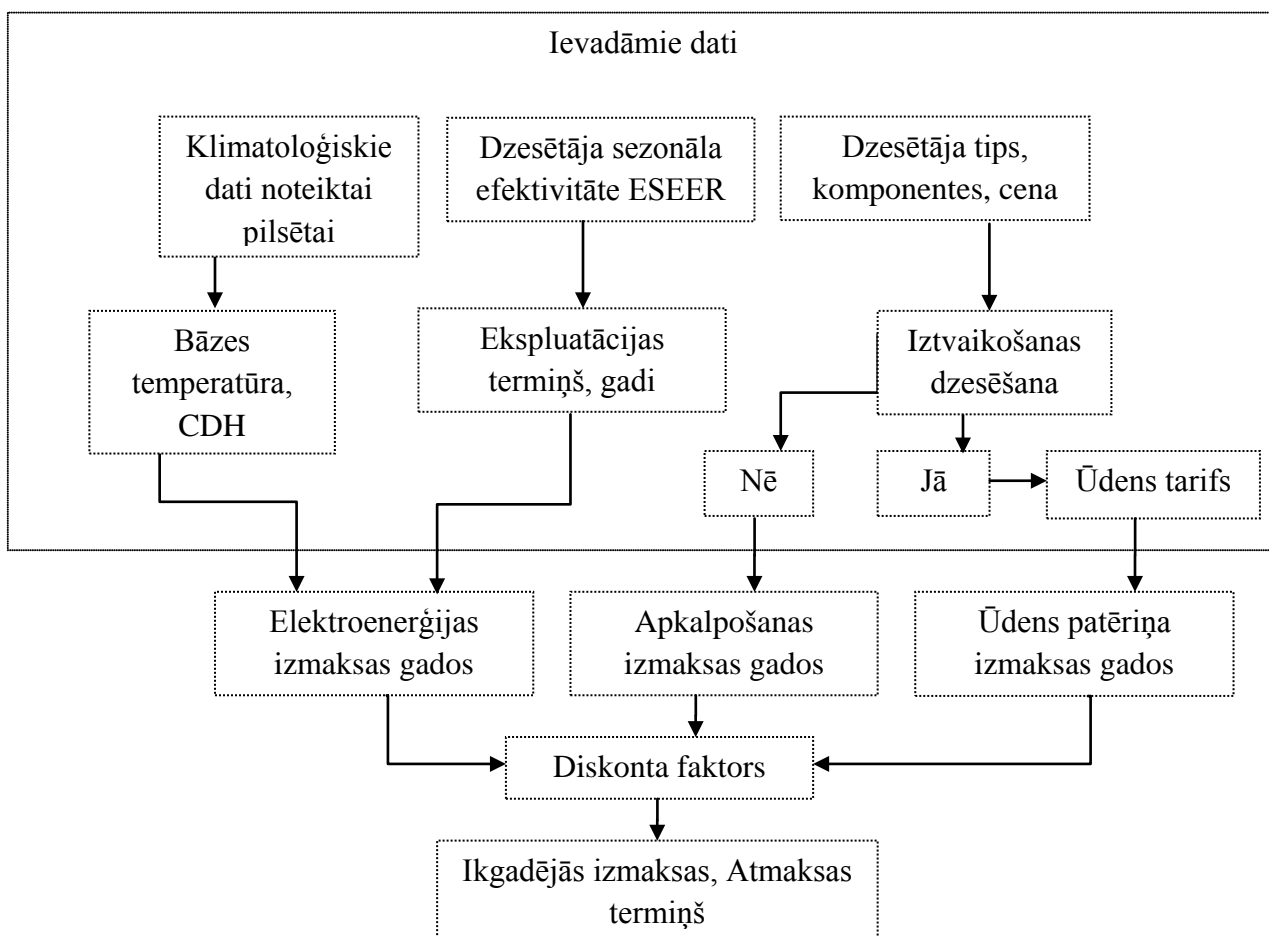 Ievadāmie dati
Klimatoloģiskie
dati noteiktai
pilsētai
Dzesētāja sezonāla
efektivitāte ESEER
Dzesētāja tips,
komponentes, cena
Bāzes
temperatūra,
CDH
Ekspluatācijas
termiņš, gadi
Iztvaikošanas
dzesēšana
Nē
Jā
Ūdens tarifs
Elektroenerģijas
izmaksas gados
Apkalpošanas
izmaksas gados
Ūdens patēriņa
izmaksas gados
Diskonta faktors
Ikgadējās izmaksas, Atmaksas
termiņš